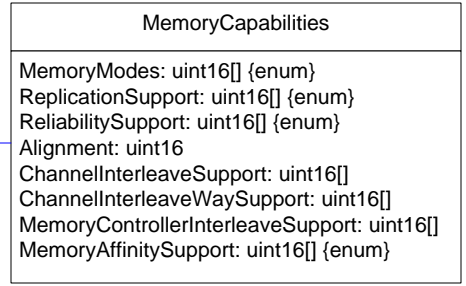 MemoryCapabilities
MemoryModes: uint16[] {enum}
ReplicationSupport: uint16[] {enum}
ReliabilitySupport: uint16[] {enum}
Alignment: uint16
ChannelInterleaveSupport: uint16[]
ChannelInterleaveWaySupport: uint16[]
MemoryControllerInterleaveSupport: uint16[]
MemoryAffinitySupport: uint16[] {enum}